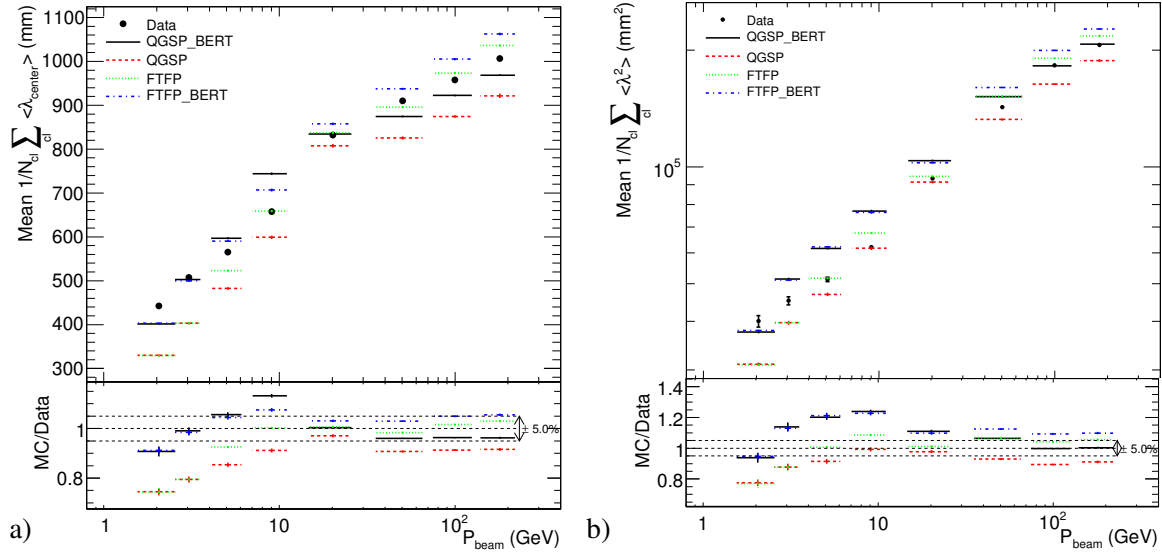 Mean 1/N_cl ∑_cl <λ_center> (mm)
1100
1000
900
800
700
600
500
400
300
Data
QGSP_BERT
QGSP
FTFP
FTFP_BERT
MC/Data
1
0.8
± 5.0%
1
10
10²
P_beam (GeV)
a)
Mean 1/N_cl ∑_cl <λ²> (mm²)
2×10⁵
10⁵
Data
QGSP_BERT
QGSP
FTFP
FTFP_BERT
MC/Data
1.4
1.2
1
0.8
± 5.0%
1
10
10²
P_beam (GeV)
b)